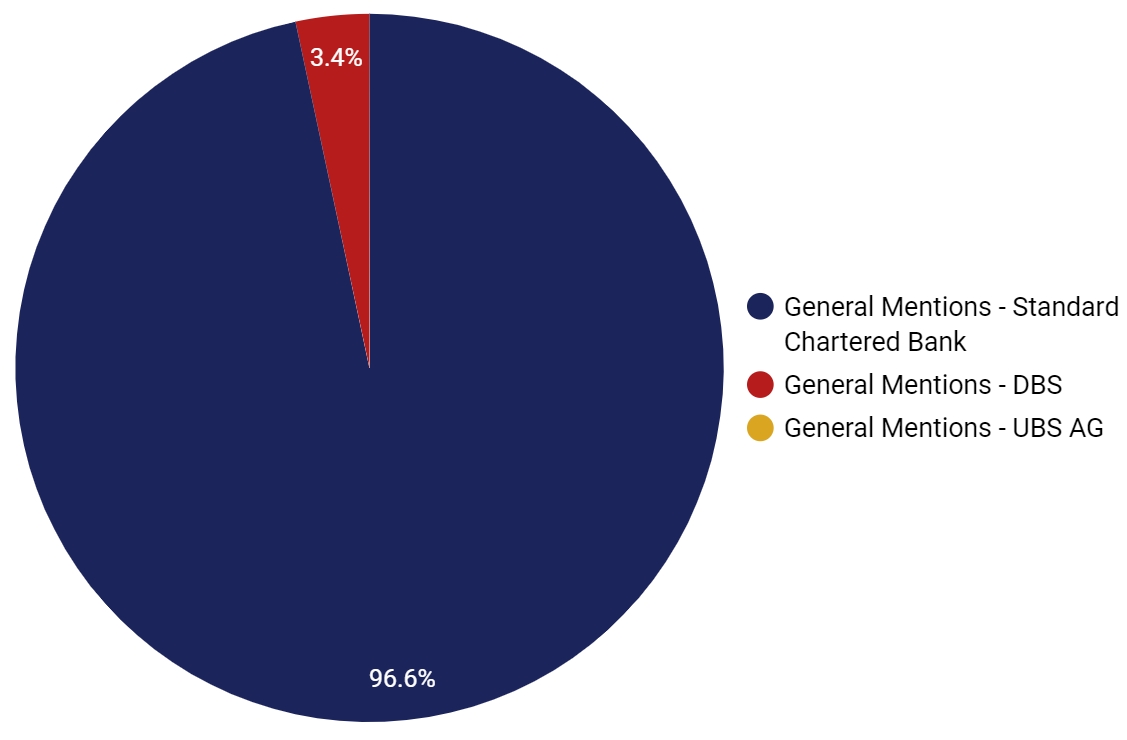 3.4%
General Mentions - Standard
Chartered Bank
General Mentions - DBS
General Mentions - UBS AG
96.6%